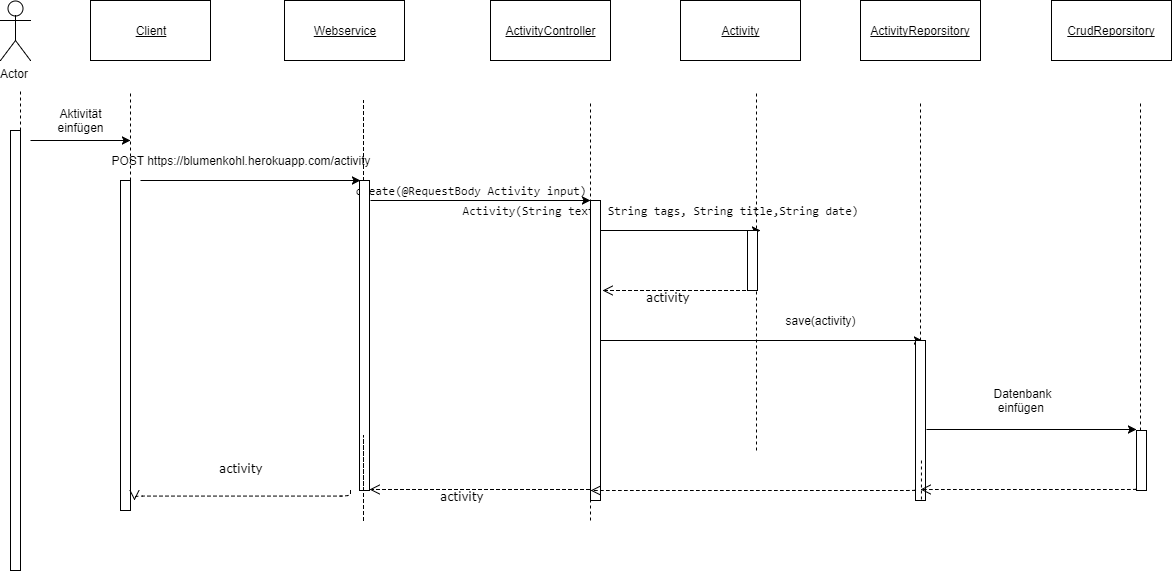 Client
Webservice
ActivityController
Activity
ActivityReporsitory
CrudReporsitory
Actor
Aktivität
einfügen
POST https://blumenkohl.herokuapp.com/activity
create(@RequestBody Activity input)
Activity(String text, String tags, String title,String date)
activity
save(activity)
Datenbank
einfügen
activity
activity